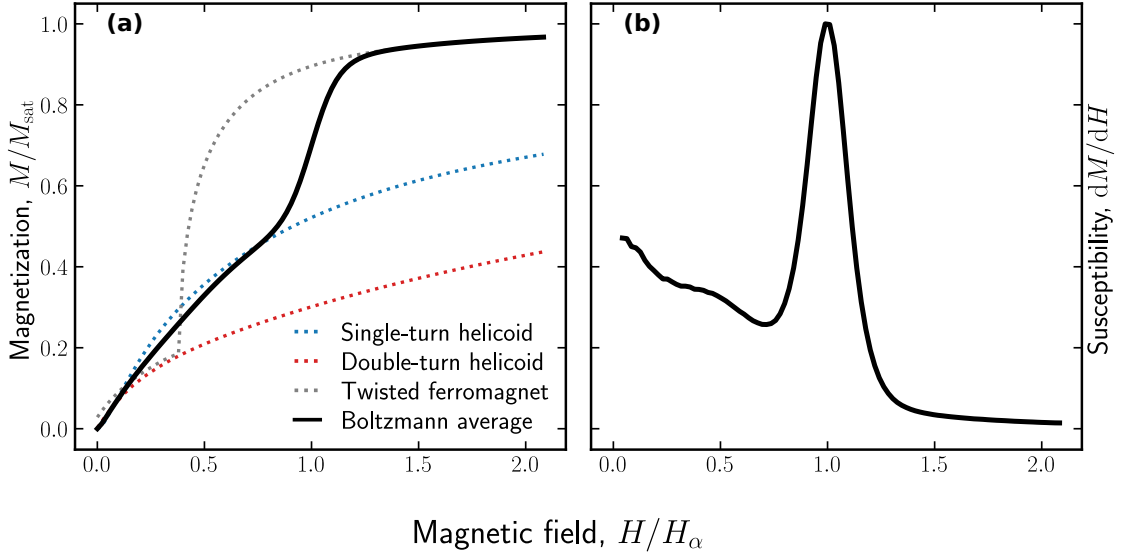 (a)
(b)
Magnetization, M/M_sat
1.0
0.8
0.6
0.4
0.2
0.0
Single-turn helicoid
Double-turn helicoid
Twisted ferromagnet
Boltzmann average
Susceptibility, dM/dH
0.0 0.5 1.0 1.5 2.0
0.0 0.5 1.0 1.5 2.0
Magnetic field, H/H_α